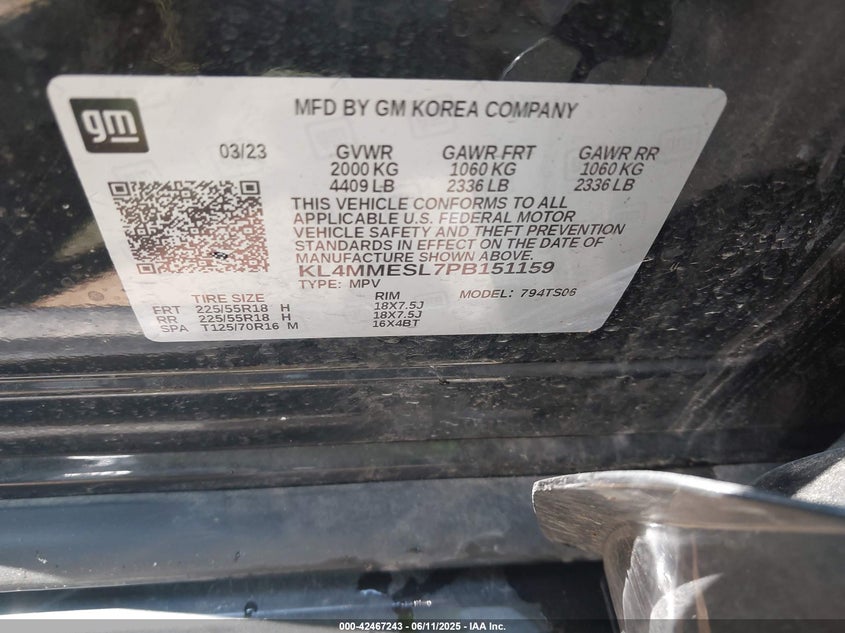 gm
MFD BY GM KOREA COMPANY
03/23 GVWR GAWR FRT GAWR RR
2000 KG 1060 KG 1060 KG
4409 LB 2336 LB 2336 LB
THIS VEHICLE CONFORMS TO ALL
APPLICABLE U.S. FEDERAL MOTOR
VEHICLE SAFETY AND THEFT PREVENTION
STANDARDS IN EFFECT ON THE DATE OF
MANUFACTURE SHOWN ABOVE.
KL4MMESL7PB151159
TYPE: MPV MODEL: 794TS06
TIRE SIZE RIM
FRT 225/55R18 H 18X7.5J
RR 225/55R18 H 18X7.5J
SPA T125/70R16 M 16X4BT
000-42467243 - 06/11/2025 - IAA Inc.